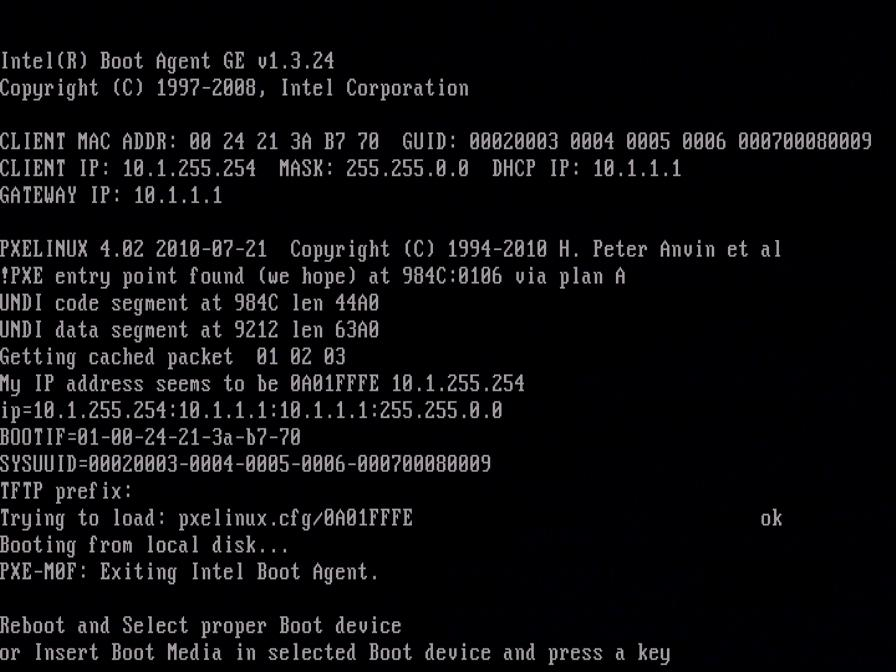 Intel(R) Boot Agent GE v1.3.24
Copyright (C) 1997-2008, Intel Corporation
CLIENT MAC ADDR: 00 24 21 3A B7 70  GUID: 00020003 0004 0005 0006 000700080009
CLIENT IP: 10.1.255.254  MASK: 255.255.0.0  DHCP IP: 10.1.1.1
GATEWAY IP: 10.1.1.1
PXELINUX 4.02 2010-07-21  Copyright (C) 1994-2010 H. Peter Anvin et al
!PXE entry point found (we hope) at 984C:0106 via plan A
UNDI code segment at 984C len 44A0
UNDI data segment at 9212 len 63A0
Getting cached packet  01 02 03
My IP address seems to be 0A01FFFE 10.1.255.254
ip=10.1.255.254:10.1.1.1:10.1.1.1:255.255.0.0
BOOTIF=01-00-24-21-3a-b7-70
SYSUUID=00020003-0004-0005-0006-000700080009
TFTP prefix:
Trying to load: pxelinux.cfg/0A01FFFE ok
Booting from local disk...
PXE-M0F: Exiting Intel Boot Agent.
Reboot and Select proper Boot device
or Insert Boot Media in selected Boot device and press a key